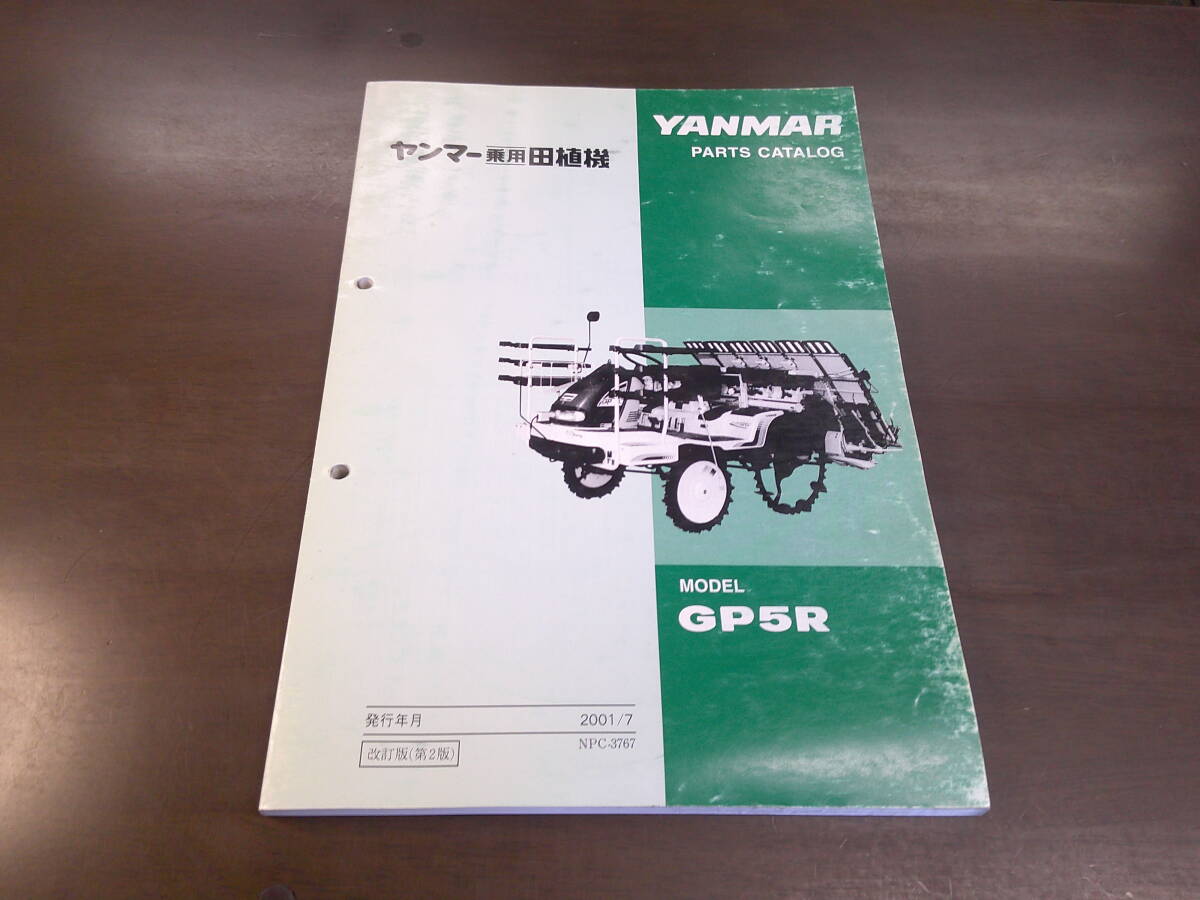 ヤンマー乗用田植機
YANMAR
PARTS CATALOG
MODEL
GP5R
発行年月 2001/7
NPC-3767
改訂版(第2版)